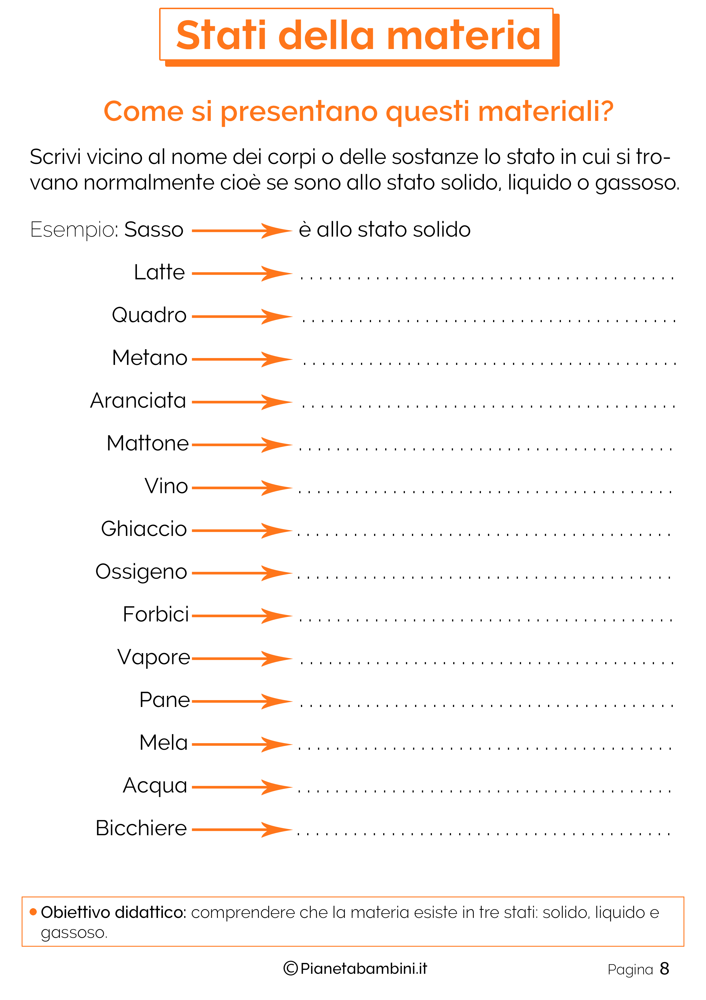 Stati della materia
Come si presentano questi materiali?
Scrivi vicino al nome dei corpi o delle sostanze lo stato in cui si tro-
vano normalmente cioè se sono allo stato solido, liquido o gassoso.
Esempio: Sasso è allo stato solido
Latte . . . . . . . . . . . . . . . . . . . . . . . . . . . . . . . . . . . . . . . .
Quadro . . . . . . . . . . . . . . . . . . . . . . . . . . . . . . . . . . . . . . . .
Metano . . . . . . . . . . . . . . . . . . . . . . . . . . . . . . . . . . . . . . . .
Aranciata . . . . . . . . . . . . . . . . . . . . . . . . . . . . . . . . . . . . . . . .
Mattone . . . . . . . . . . . . . . . . . . . . . . . . . . . . . . . . . . . . . . . .
Vino . . . . . . . . . . . . . . . . . . . . . . . . . . . . . . . . . . . . . . . .
Ghiaccio . . . . . . . . . . . . . . . . . . . . . . . . . . . . . . . . . . . . . . . .
Ossigeno . . . . . . . . . . . . . . . . . . . . . . . . . . . . . . . . . . . . . . . .
Forbici . . . . . . . . . . . . . . . . . . . . . . . . . . . . . . . . . . . . . . . .
Vapore . . . . . . . . . . . . . . . . . . . . . . . . . . . . . . . . . . . . . . . .
Pane . . . . . . . . . . . . . . . . . . . . . . . . . . . . . . . . . . . . . . . .
Mela . . . . . . . . . . . . . . . . . . . . . . . . . . . . . . . . . . . . . . . .
Acqua . . . . . . . . . . . . . . . . . . . . . . . . . . . . . . . . . . . . . . . .
Bicchiere . . . . . . . . . . . . . . . . . . . . . . . . . . . . . . . . . . . . . . . .
• Obiettivo didattico: comprendere che la materia esiste in tre stati: solido, liquido e
gassoso.
© Pianetabambini.it
Pagina 8